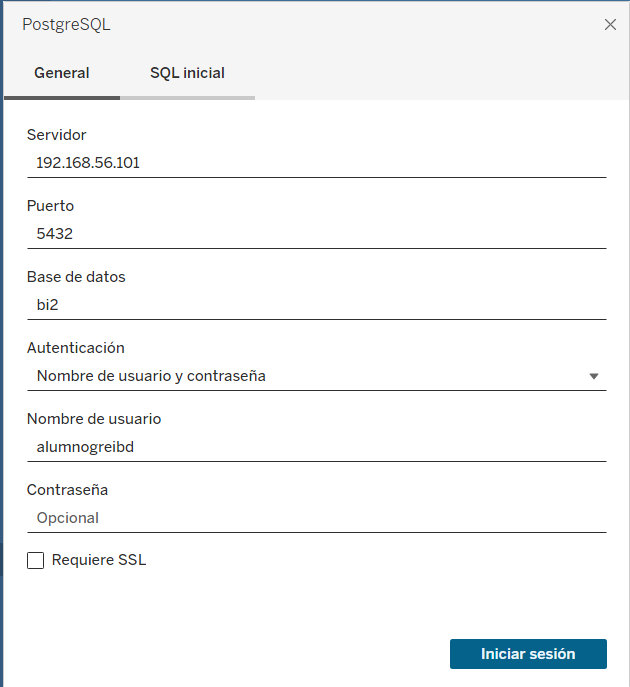 PostgreSQL
General
SQL inicial
Servidor
192.168.56.101
Puerto
5432
Base de datos
bi2
Autenticación
Nombre de usuario y contraseña
Nombre de usuario
alumnogreibd
Contraseña
Opcional
Requiere SSL
Iniciar sesión